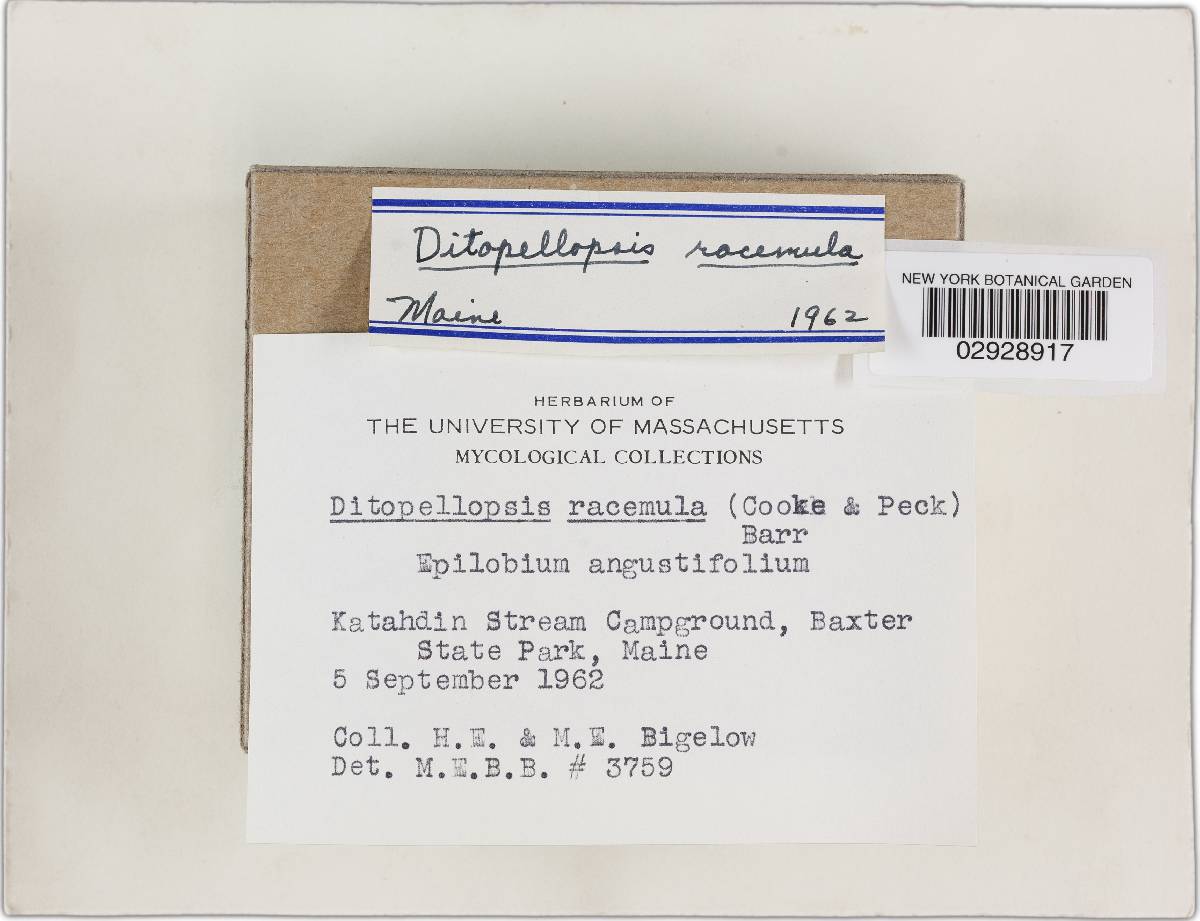 Ditopellopsis racemula
Maine 1962
NEW YORK BOTANICAL GARDEN
02928917
HERBARIUM OF
THE UNIVERSITY OF MASSACHUSETTS
MYCOLOGICAL COLLECTIONS
Ditopellopsis racemula (Cooke & Peck)
Barr
Epilobium angustifolium
Katahdin Stream Campground, Baxter
State Park, Maine
5 September 1962
Coll. H.E. & M.E. Bigelow
Det. M.E.B.B. # 3759